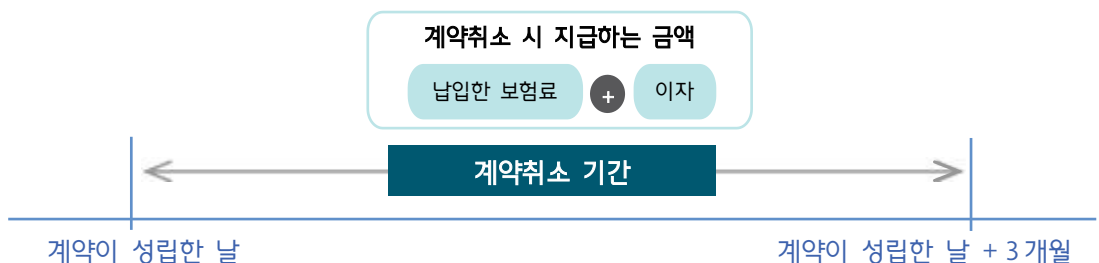 계약취소 시 지급하는 금액
납입한 보험료 + 이자
계약취소 기간
계약이 성립한 날
계약이 성립한 날 + 3개월